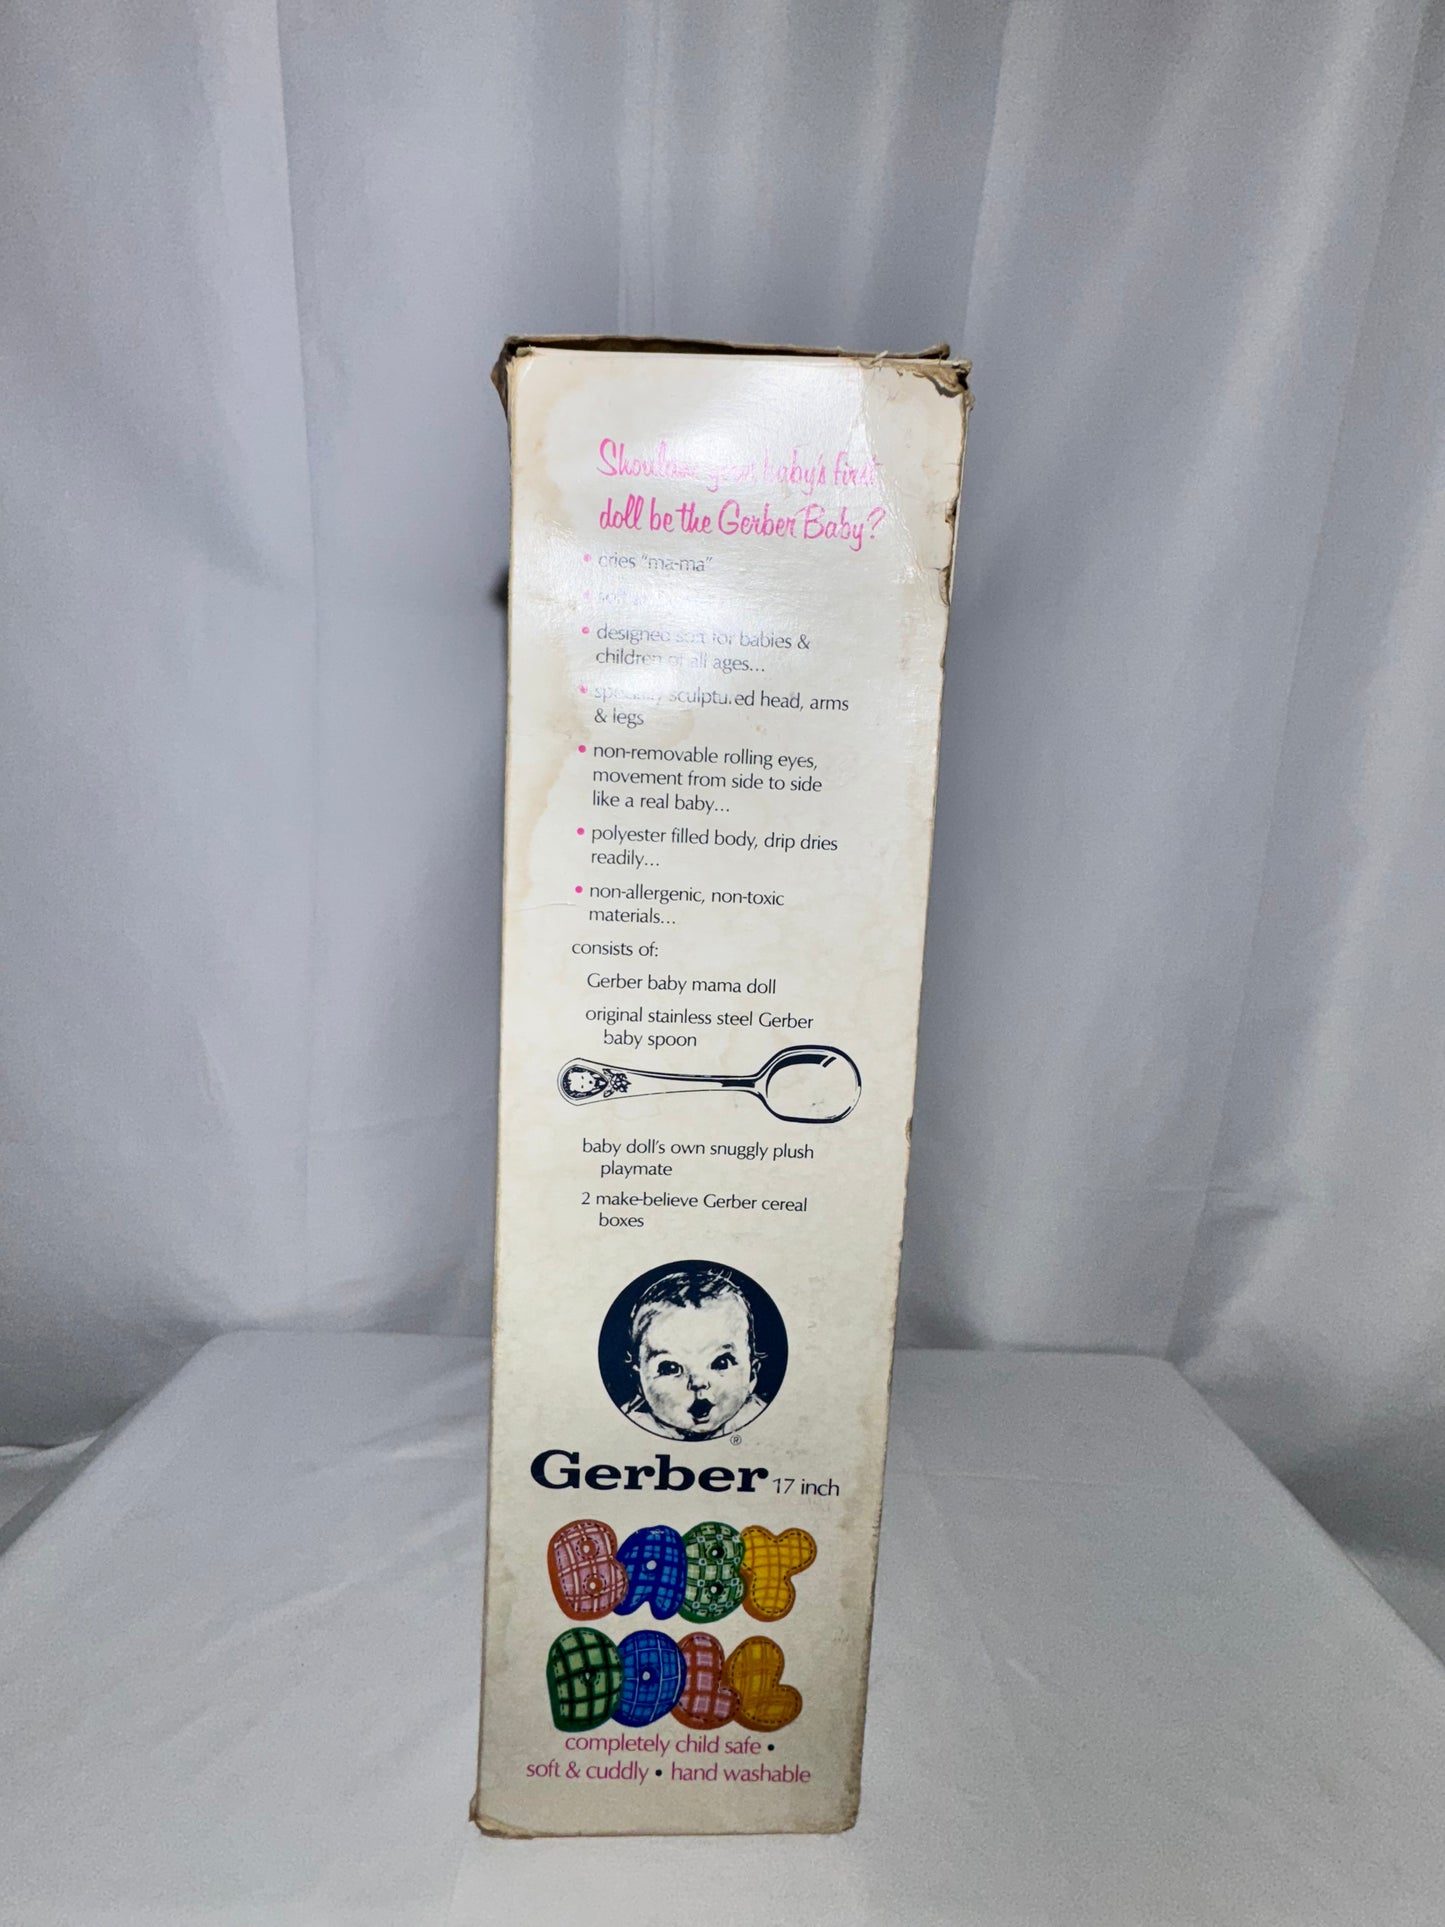 Shouldn't your baby's first
doll be the Gerber Baby?
• cries "ma-ma"
• designed soft for babies &
children of all ages...
• specially sculptured head, arms
& legs
• non-removable rolling eyes,
movement from side to side
like a real baby...
• polyester filled body, drip dries
readily...
• non-allergenic, non-toxic
materials...
consists of:
Gerber baby mama doll
original stainless steel Gerber
baby spoon
baby doll's own snuggly plush
playmate
2 make-believe Gerber cereal
boxes
®
Gerber 17 inch
BABY
DOLL
completely child safe •
soft & cuddly • hand washable